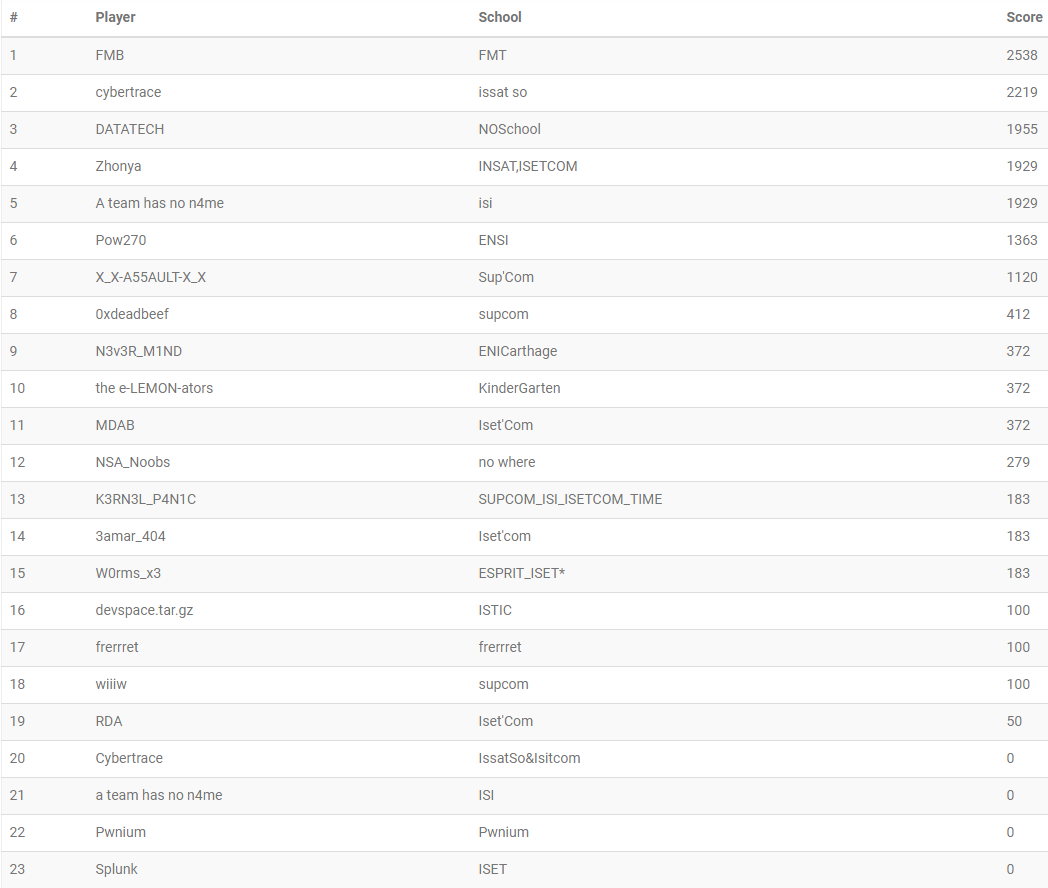 # Player School Score
1 FMB FMT 2538
2 cybertrace issat so 2219
3 DATATECH NOSchool 1955
4 Zhonya INSAT,ISETCOM 1929
5 A team has no n4me isi 1929
6 Pow270 ENSI 1363
7 X_X-A55AULT-X_X Sup'Com 1120
8 0xdeadbeef supcom 412
9 N3v3R_M1ND ENICarthage 372
10 the e-LEMON-ators KinderGarten 372
11 MDAB Iset'Com 372
12 NSA_Noobs no where 279
13 K3RN3L_P4N1C SUPCOM_ISI_ISETCOM_TIME 183
14 3amar_404 Iset'com 183
15 W0rms_x3 ESPRIT_ISET* 183
16 devspace.tar.gz ISTIC 100
17 frerrret frerrret 100
18 wiiiw supcom 100
19 RDA Iset'Com 50
20 Cybertrace IssatSo&Isitcom 0
21 a team has no n4me ISI 0
22 Pwnium Pwnium 0
23 Splunk ISET 0